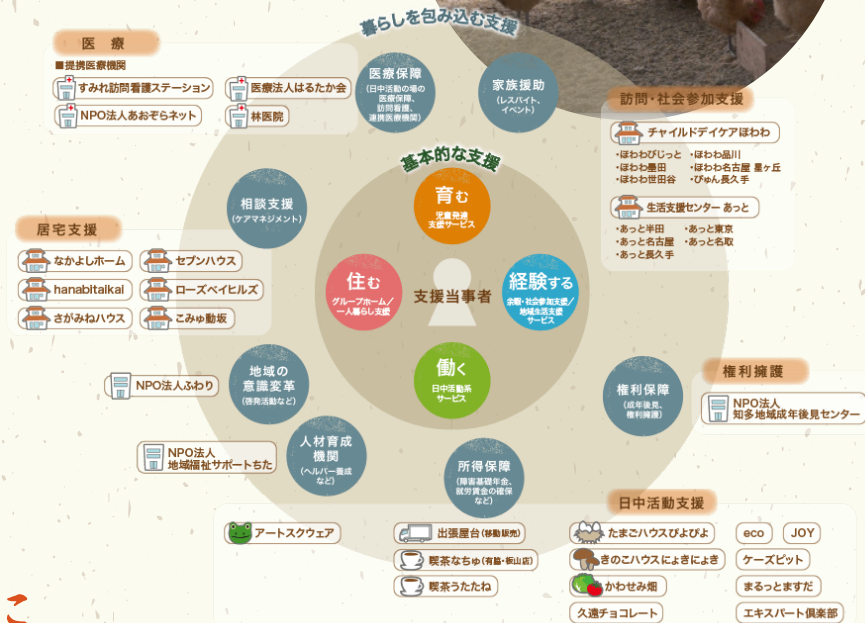 暮らしを包み込む支援
医　療
■提携医療機関
すみれ訪問看護ステーション
医療法人はるたか会
NPO法人あおぞらネット
林医院
医療保障
(日中活動の場の
医療保障、
訪問看護、
連携医療機関)
家族援助
(レスパイト、
イベント)
訪問・社会参加支援
チャイルドデイケアほわわ
・ほわわびじっと ・ほわわ品川
・ほわわ墨田 ・ほわわ名古屋 星ヶ丘
・ほわわ世田谷 ・ぴゅん長久手
生活支援センター あっと
・あっと半田 ・あっと東京
・あっと名古屋 ・あっと名取
・あっと長久手
基本的な支援
育む
児童発達
支援サービス
相談支援
(ケアマネジメント)
居宅支援
なかよしホーム
セブンハウス
hanabitaikai
ローズベイヒルズ
さがみねハウス
こみゅ動坂
住む
グループホーム／
一人暮らし支援
支援当事者
経験する
余暇・社会参加支援／
地域生活支援
サービス
働く
日中活動系
サービス
地域の
意識変革
(啓発活動など)
NPO法人ふわり
権利保障
(成年後見、
権利擁護)
権利擁護
NPO法人
知多地域成年後見センター
人材育成
機関
(ヘルパー養成
など)
NPO法人
地域福祉サポートちた
所得保障
(障害基礎年金、
就労賃金の確保
など)
日中活動支援
アートスクウェア
出張屋台(移動販売)
たまごハウスぴよぴよ
eco
JOY
喫茶なちゅ(有脇・板山店)
きのこハウスにょきにょき
ケーズピット
喫茶うたたね
かわせみ畑
まるっとますだ
久遠チョコレート
エキスパート倶楽部
こ